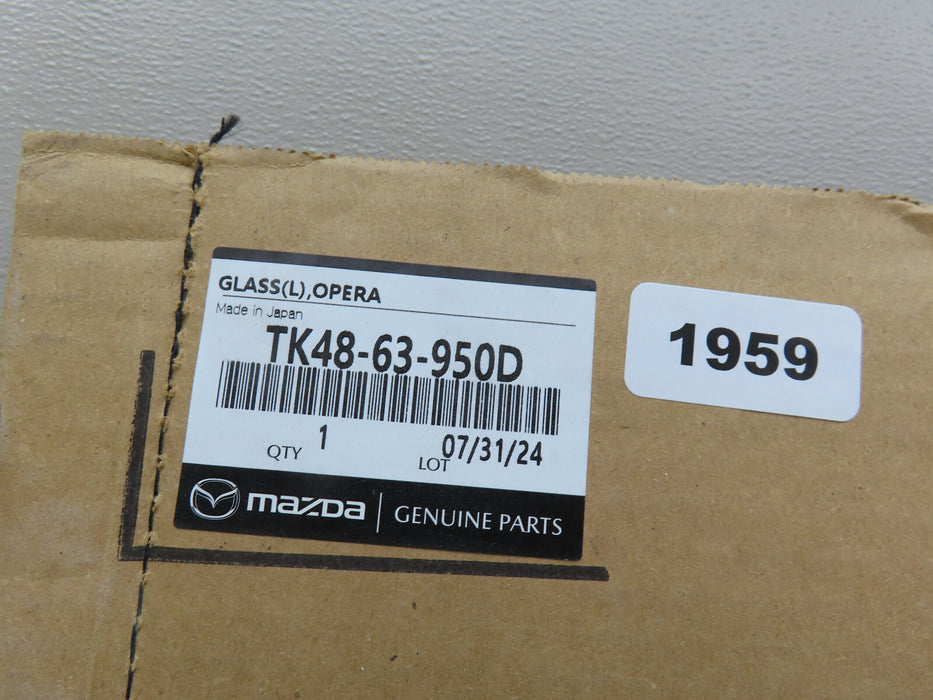 GLASS(L),OPERA
Made in Japan
TK48-63-950D
QTY 1 LOT 07/31/24
mazda GENUINE PARTS
1959